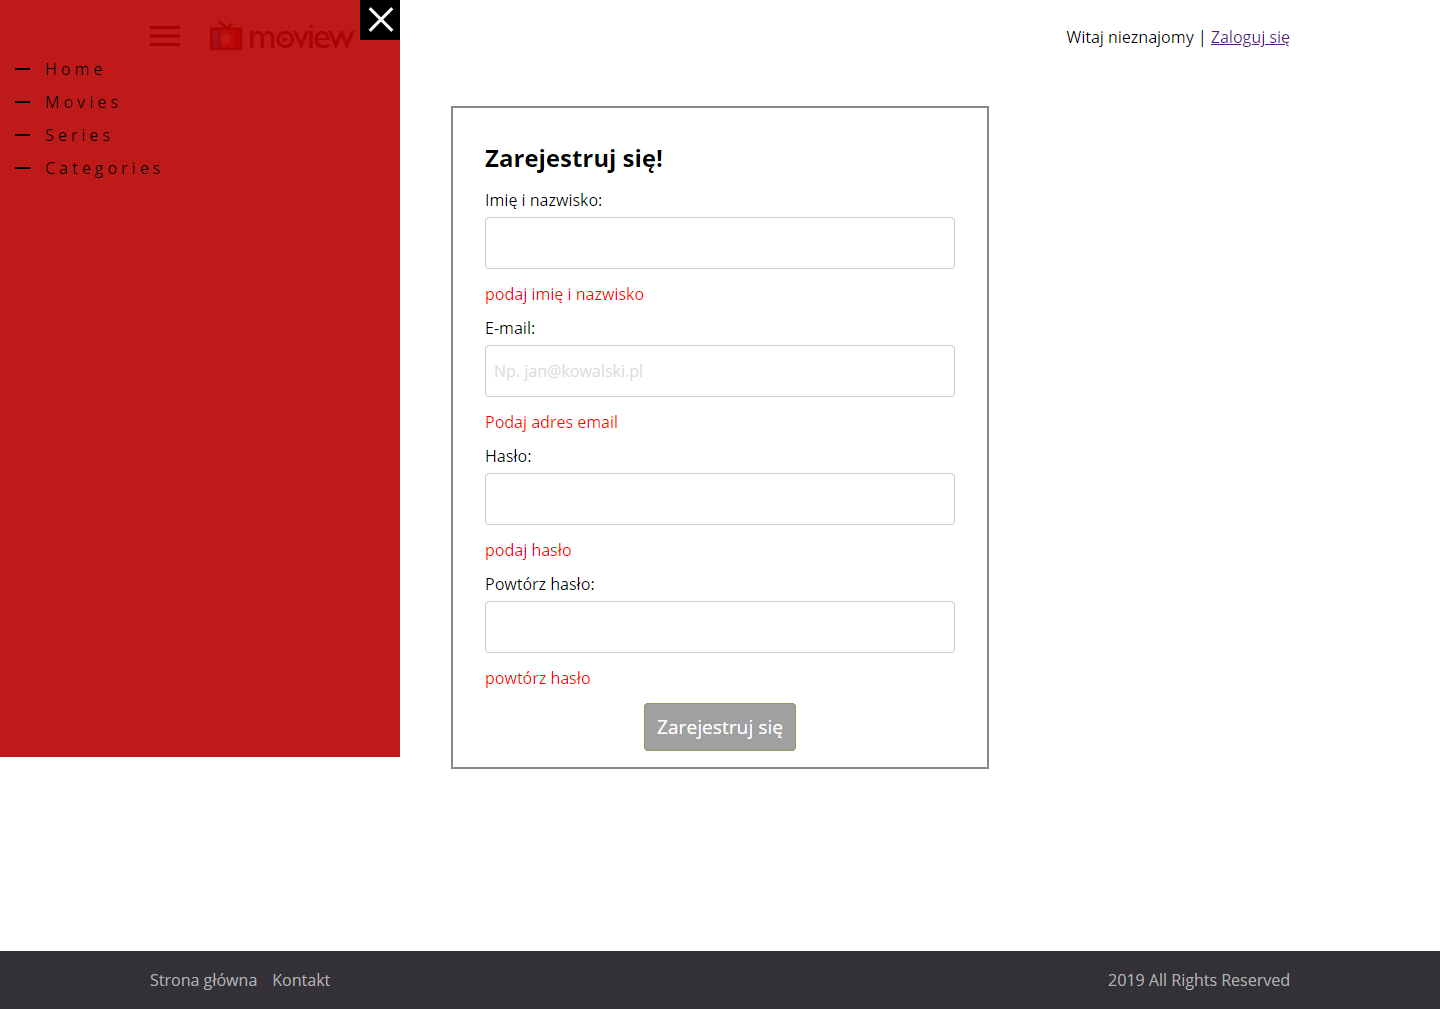 moview
Witaj nieznajomy | Zaloguj się
Home
Movies
Series
Categories
Zarejestruj się!
Imię i nazwisko:
podaj imię i nazwisko
E-mail:
Np. jan@kowalski.pl
Podaj adres email
Hasło:
podaj hasło
Powtórz hasło:
powtórz hasło
Zarejestruj się
Strona główna Kontakt
2019 All Rights Reserved